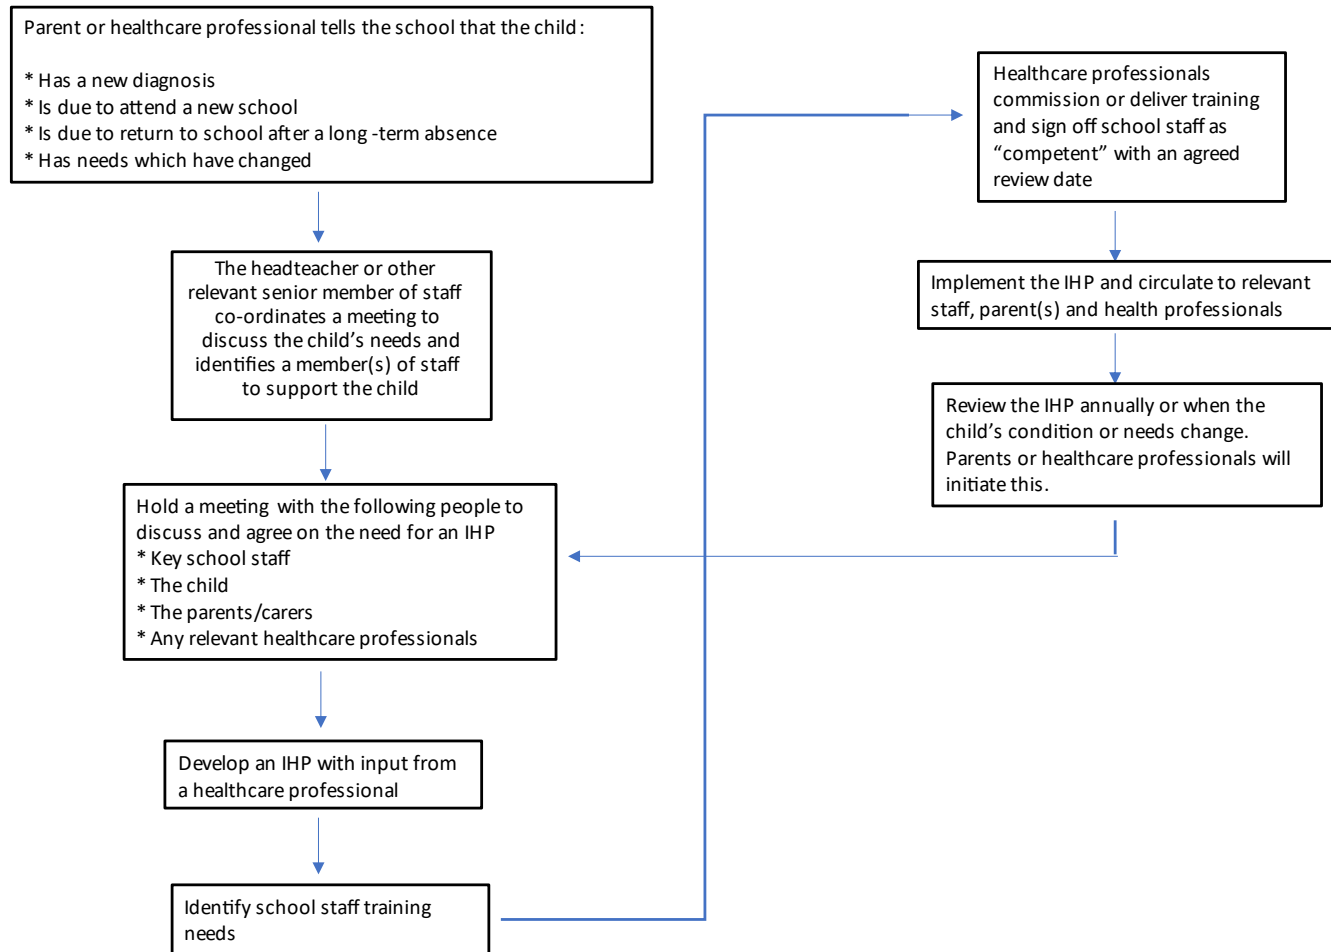 Parent or healthcare professional tells the school that the child:
* Has a new diagnosis
* Is due to attend a new school
* Is due to return to school after a long -term absence
* Has needs which have changed
The headteacher or other
relevant senior member of staff
co-ordinates a meeting to
discuss the child’s needs and
identifies a member(s) of staff
to support the child
Hold a meeting with the following people to
discuss and agree on the need for an IHP
* Key school staff
* The child
* The parents/carers
* Any relevant healthcare professionals
Develop an IHP with input from
a healthcare professional
Identify school staff training
needs
Healthcare professionals
commission or deliver training
and sign off school staff as
“competent” with an agreed
review date
Implement the IHP and circulate to relevant
staff, parent(s) and health professionals
Review the IHP annually or when the
child’s condition or needs change.
Parents or healthcare professionals will
initiate this.